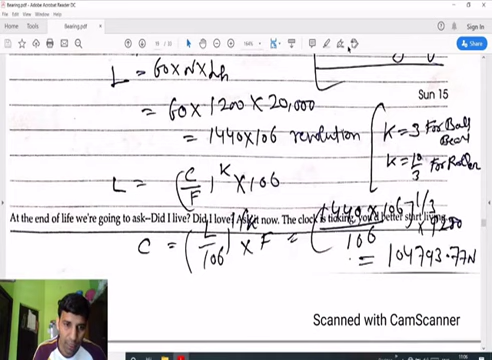 Bearing.pdf - Adobe Acrobat Reader DC
File Edit View Sign Window Help
Home Tools Bearing.pdf
Sign In
Share
L = 60 x N x Lh
= 60 x 1200 x 20,000
Sun 15
= 1440 x 106 revolution
K = 3 For Ball Bear
K = 10/3 For Roller
L = (C/F)^K x 106
At the end of life we're going to ask–Did I live? Did I love? Ask it now. The clock is ticking, you'd better start living
C = (L/106)^1/K x F = (1440 x 106/106)^1/3 x 9200
= 104793.77N
Scanned with CamScanner